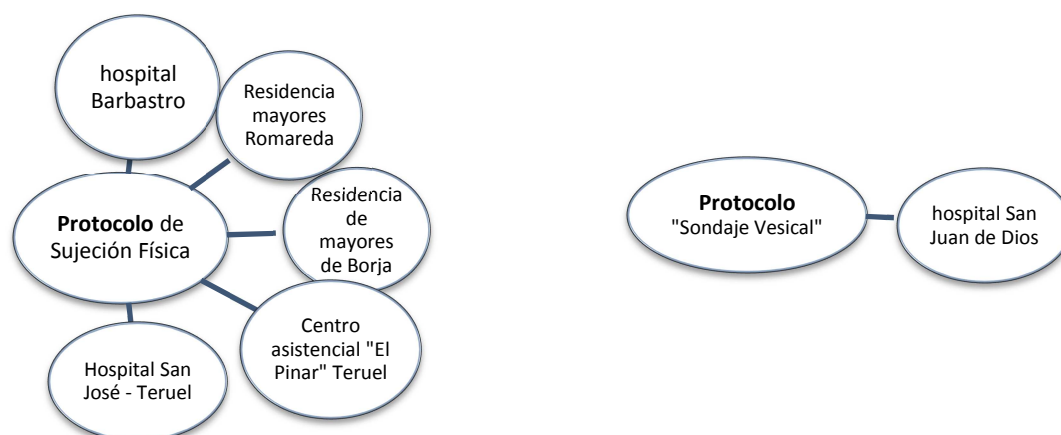 hospital
Barbastro
Residencia
mayores
Romareda
Protocolo de
Sujeción Física
Residencia
de
mayores
de Borja
Centro
asistencial "El
Pinar" Teruel
Hospital San
José - Teruel
Protocolo
"Sondaje Vesical"
hospital San
Juan de Dios